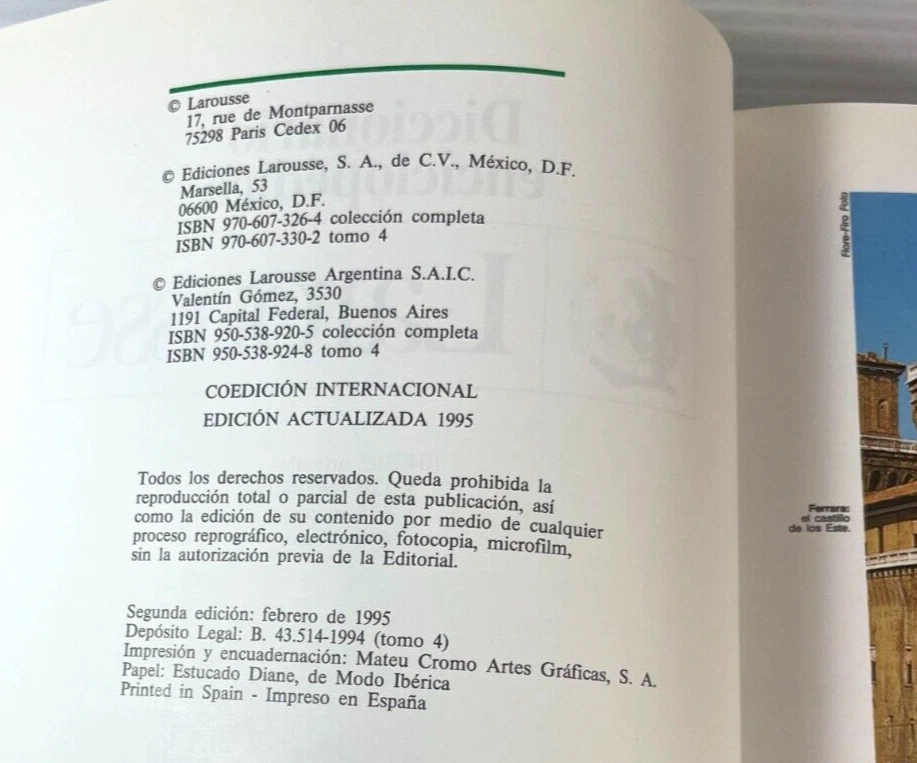 © Larousse
17, rue de Montparnasse
75298 Paris Cedex 06
© Ediciones Larousse, S. A., de C.V., México, D.F.
Marsella, 53
06600 México, D.F.
ISBN 970-607-326-4 colección completa
ISBN 970-607-330-2 tomo 4
© Ediciones Larousse Argentina S.A.I.C.
Valentín Gómez, 3530
1191 Capital Federal, Buenos Aires
ISBN 950-538-920-5 colección completa
ISBN 950-538-924-8 tomo 4
COEDICIÓN INTERNACIONAL
EDICIÓN ACTUALIZADA 1995
Todos los derechos reservados. Queda prohibida la
reproducción total o parcial de esta publicación, así
como la edición de su contenido por medio de cualquier
proceso reprográfico, electrónico, fotocopia, microfilm,
sin la autorización previa de la Editorial.
Segunda edición: febrero de 1995
Depósito Legal: B. 43.514-1994 (tomo 4)
Impresión y encuadernación: Mateu Cromo Artes Gráficas, S. A.
Papel: Estucado Diane, de Modo Ibérica
Printed in Spain - Impreso en España
Foto
Ferrara:
el castillo
de los Este.